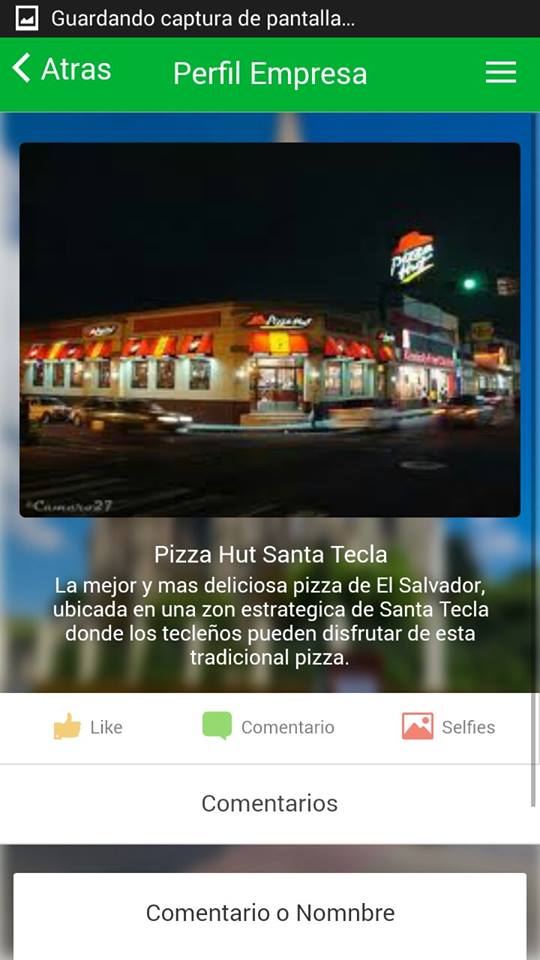 Guardando captura de pantalla...
Atras
Perfil Empresa
Pizza Hut
Pizza Hut
©Camaro27
Pizza Hut Santa Tecla
La mejor y mas deliciosa pizza de El Salvador,
ubicada en una zon estrategica de Santa Tecla
donde los tecleños pueden disfrutar de esta
tradicional pizza.
Like
Comentario
Selfies
Comentarios
Comentario o Nomnbre